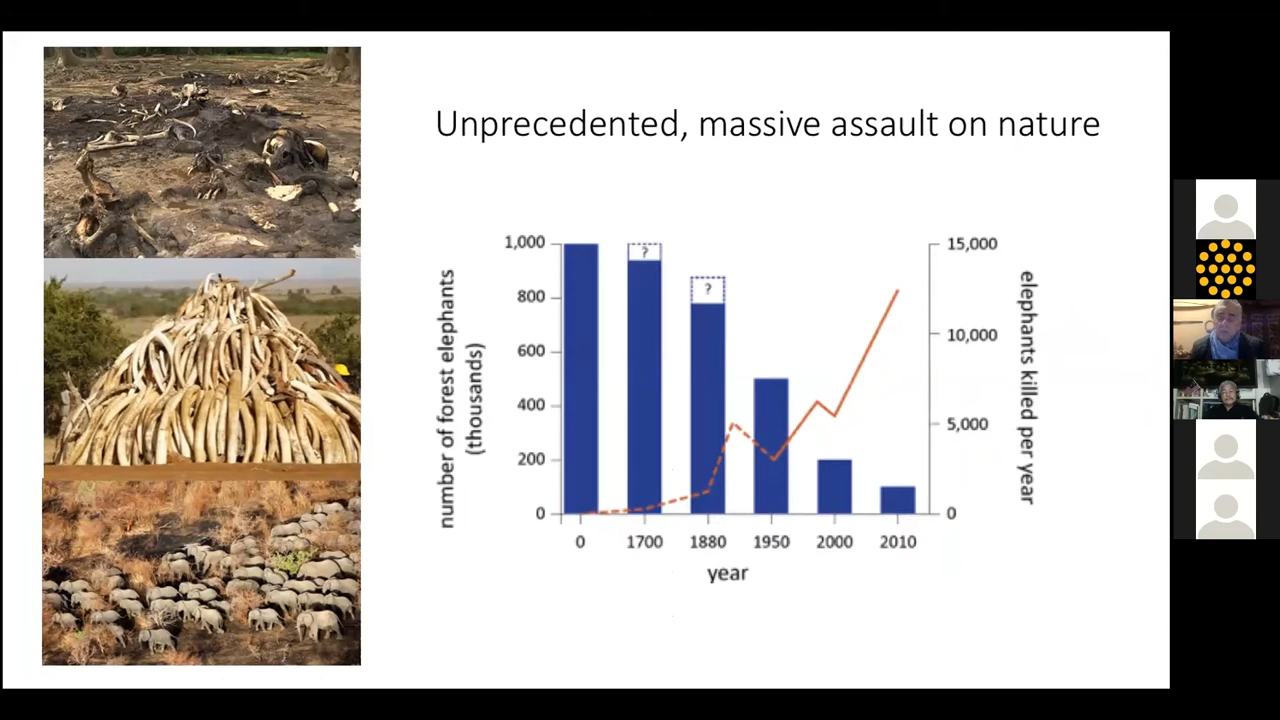 Unprecedented, massive assault on nature
number of forest elephants
(thousands)
1,000
800
600
400
200
0
?
?
15,000
10,000
5,000
0
elephants killed per year
0 1700 1880 1950 2000 2010
year